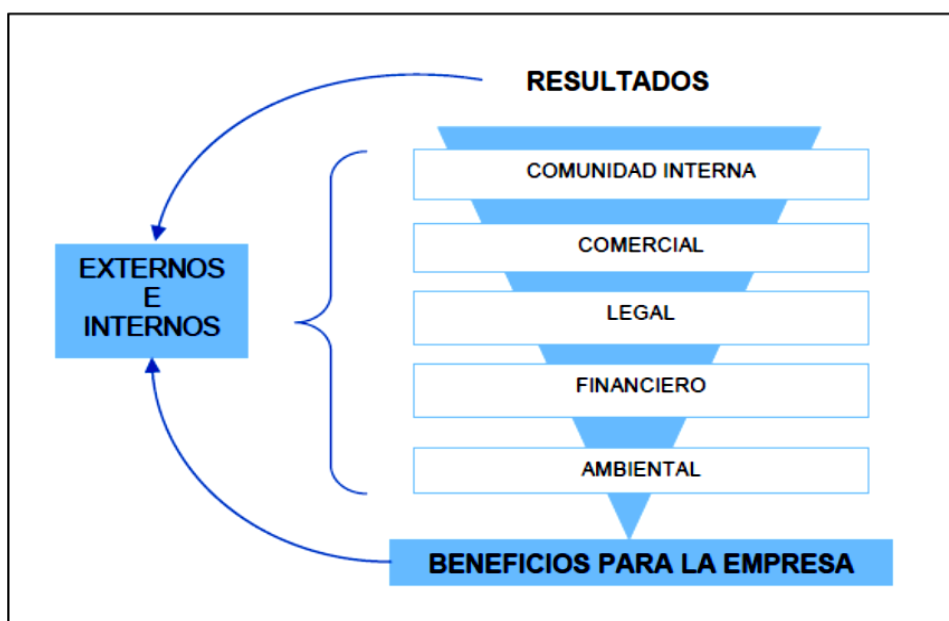 RESULTADOS
COMUNIDAD INTERNA
COMERCIAL
EXTERNOS
E
INTERNOS
LEGAL
FINANCIERO
AMBIENTAL
BENEFICIOS PARA LA EMPRESA